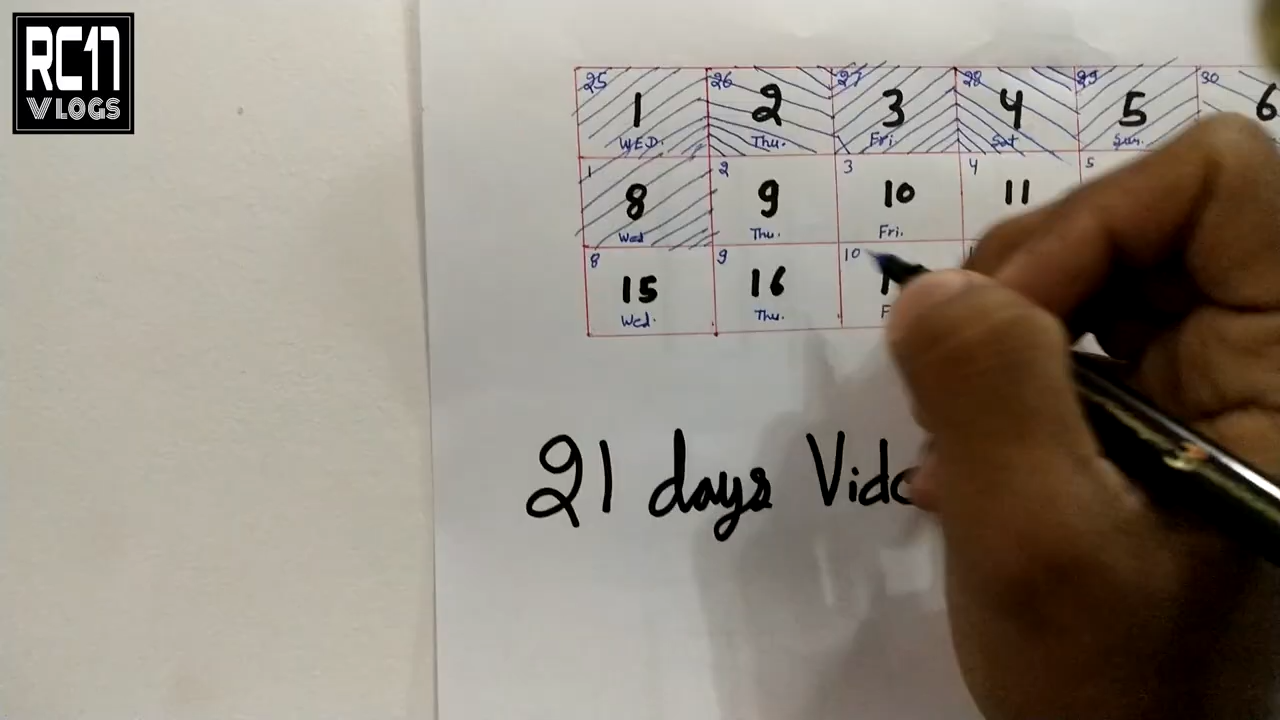 RC17
VLOGS
25 26 27 28 29 30
1 2 3 4 5 6
WED. Thu. Fri Sat Sun.
1 2 3 4 5
8 9 10 11
Wed Thu. Fri.
8 9 10
15 16
Wed. Thu.
21 days